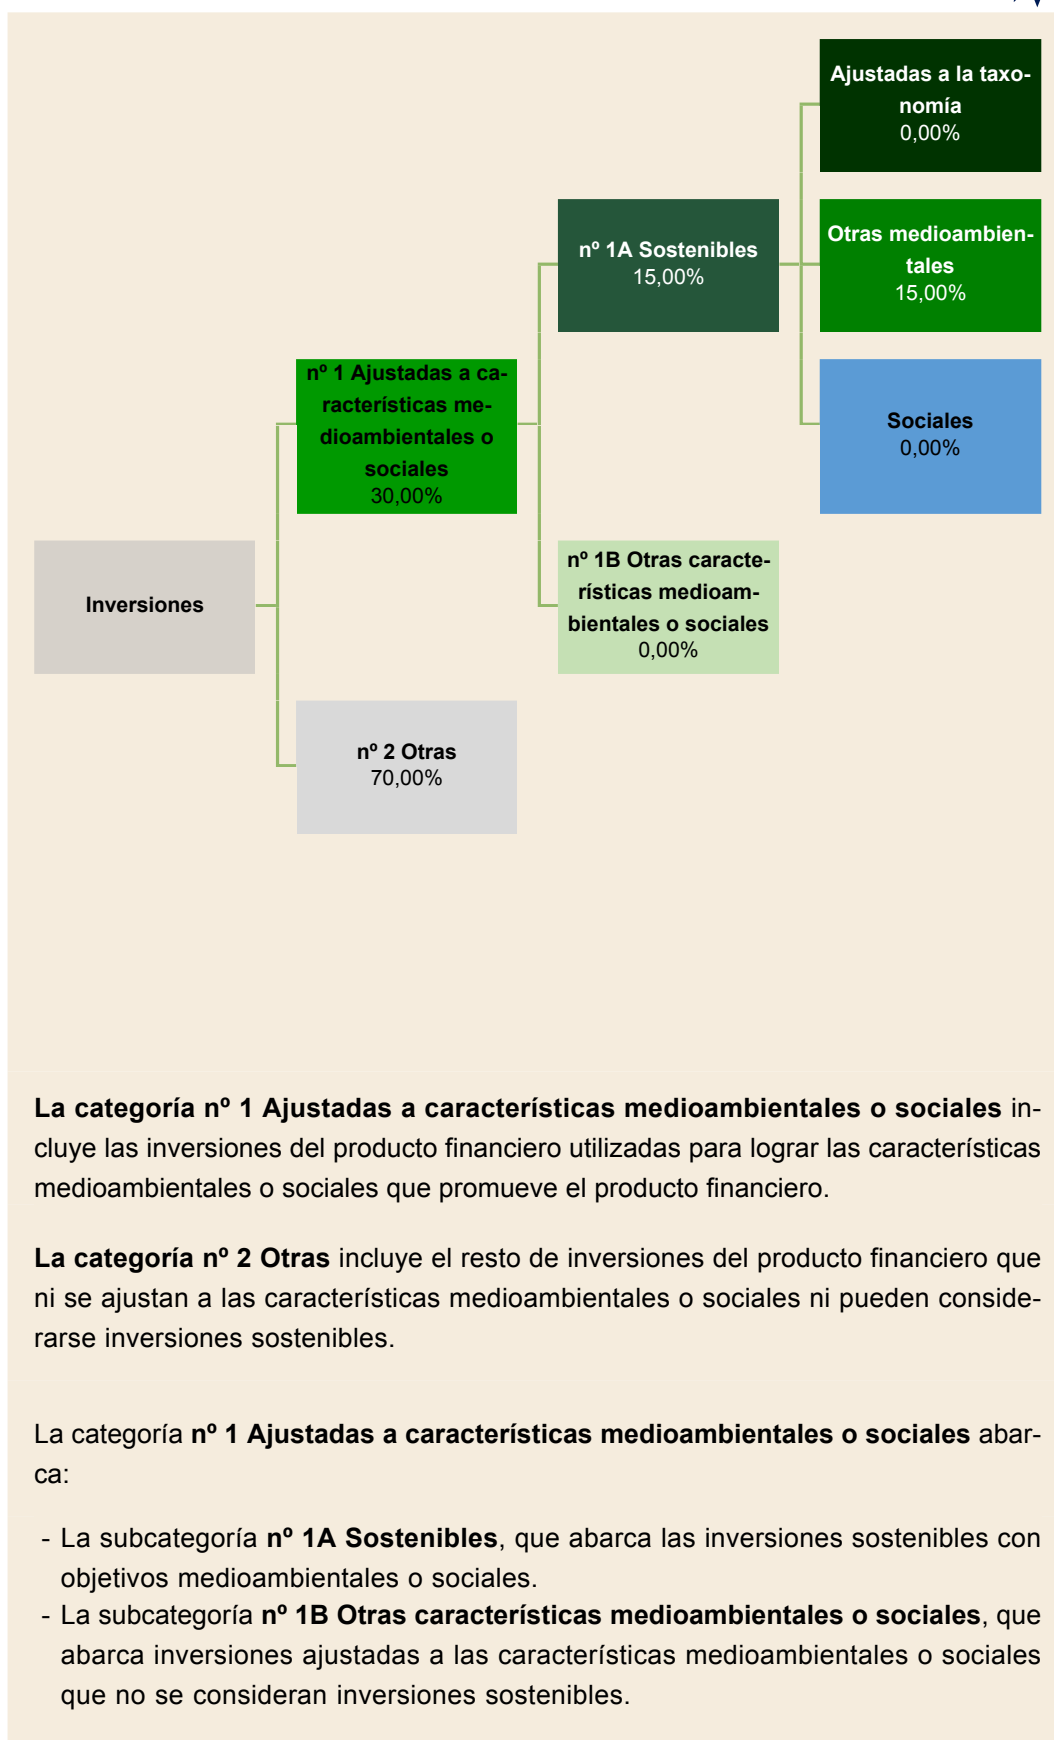 Ajustadas a la taxo-
nomía
0,00%
nº 1A Sostenibles
15,00%
Otras medioambien-
tales
15,00%
nº 1 Ajustadas a ca-
racterísticas me-
dioambientales o
sociales
30,00%
Sociales
0,00%
Inversiones
nº 1B Otras caracte-
rísticas medioam-
bientales o sociales
0,00%
nº 2 Otras
70,00%
La categoría nº 1 Ajustadas a características medioambientales o sociales in-
cluye las inversiones del producto financiero utilizadas para lograr las características
medioambientales o sociales que promueve el producto financiero.
La categoría nº 2 Otras incluye el resto de inversiones del producto financiero que
ni se ajustan a las características medioambientales o sociales ni pueden conside-
rarse inversiones sostenibles.
La categoría nº 1 Ajustadas a características medioambientales o sociales abar-
ca:
- La subcategoría nº 1A Sostenibles, que abarca las inversiones sostenibles con
objetivos medioambientales o sociales.
- La subcategoría nº 1B Otras características medioambientales o sociales, que
abarca inversiones ajustadas a las características medioambientales o sociales
que no se consideran inversiones sostenibles.